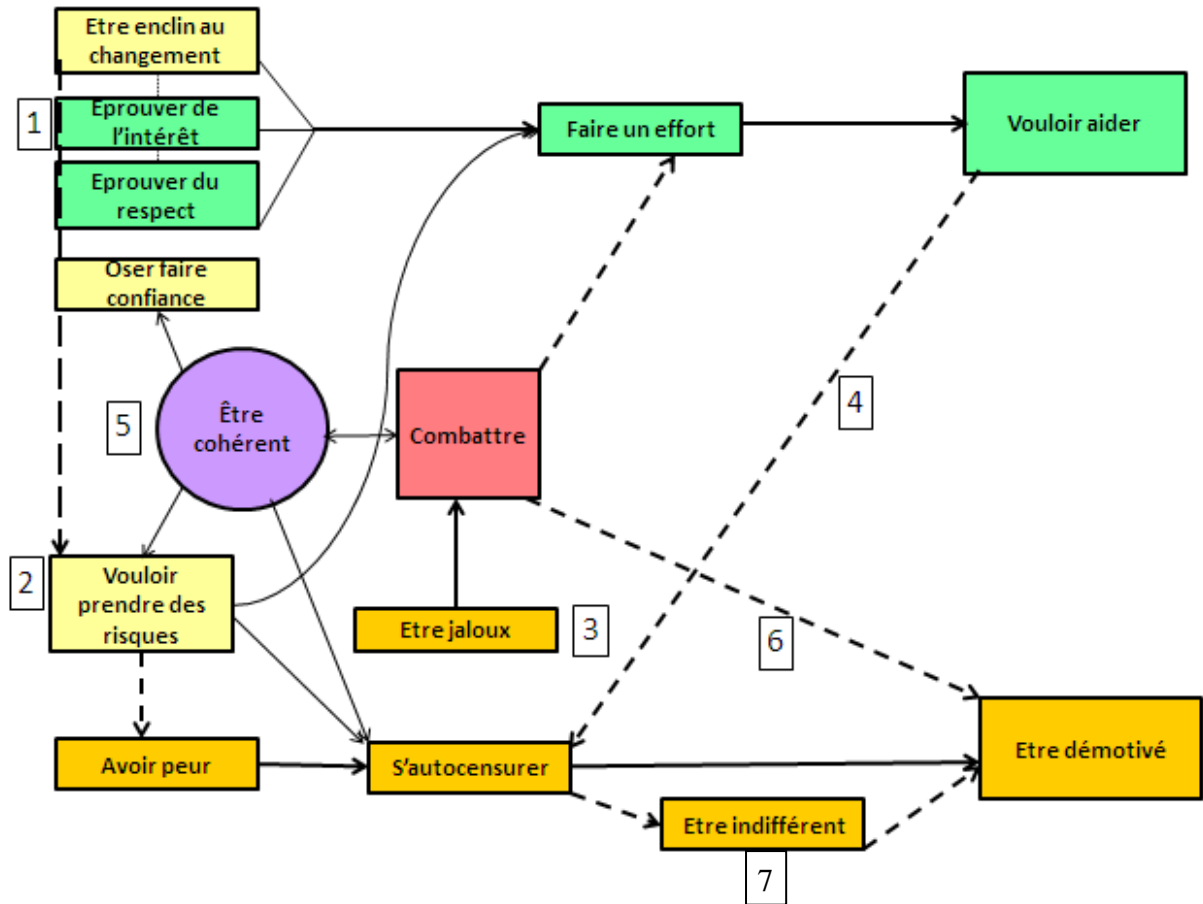 Etre enclin au
changement
1
Eprouver de
l'intérêt
Eprouver du
respect
Oser faire
confiance
Faire un effort
Vouloir aider
5
Être
cohérent
Combattre
4
2
Vouloir
prendre des
risques
Etre jaloux
3
6
Avoir peur
S'autocensurer
Etre démotivé
Etre indifférent
7